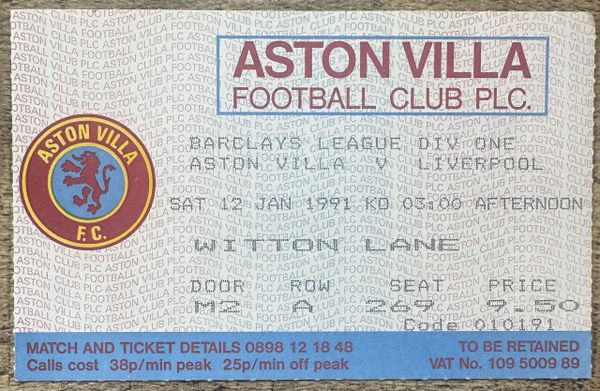 ASTON VILLA
FOOTBALL CLUB PLC.
ASTON VILLA
F.C.
BARCLAYS LEAGUE DIV ONE
ASTON VILLA V LIVERPOOL
SAT 12 JAN 1991 KO 03:00 AFTERNOON
WITTON LANE
DOOR ROW SEAT PRICE
M2 A 269 9.50
Code 010191
MATCH AND TICKET DETAILS 0898 12 18 48 TO BE RETAINED
Calls cost 38p/min peak 25p/min off peak VAT No. 109 5009 89